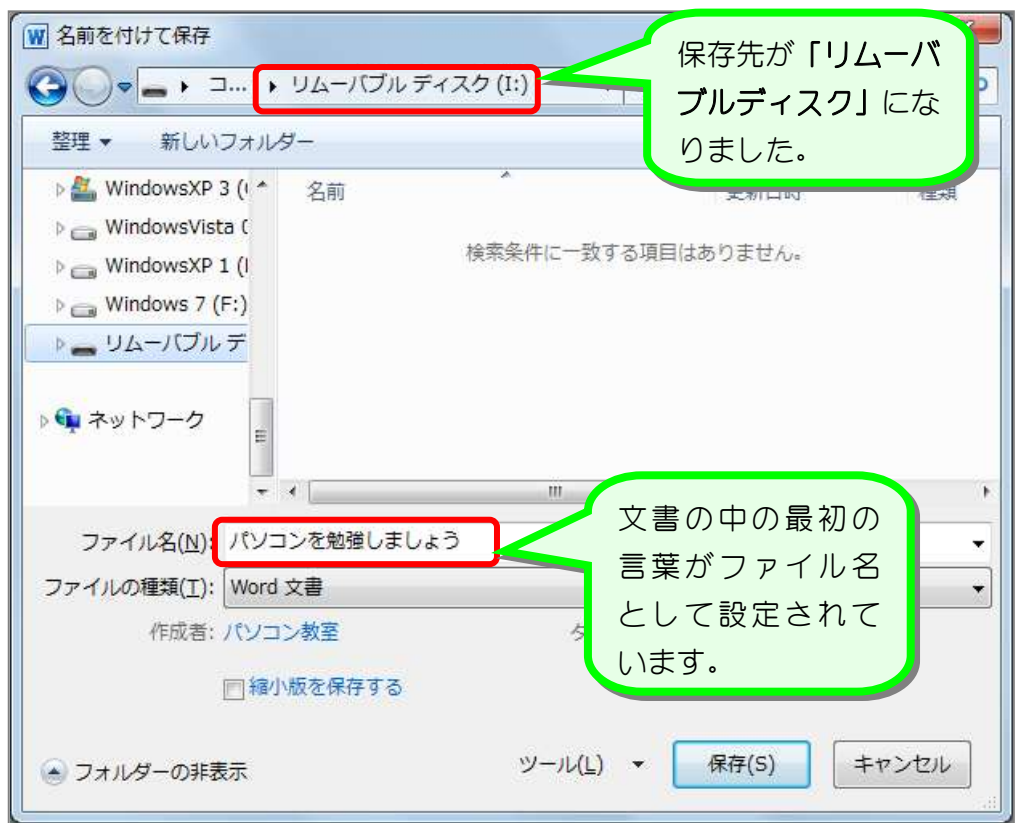 名前を付けて保存
コ... リムーバブル ディスク (I:)
保存先が「リムーバ
ブルディスク」にな
りました。
整理 新しいフォルダー
名前 更新日時 種類
検索条件に一致する項目はありません。
WindowsXP 3 (
WindowsVista (
WindowsXP 1 (
Windows 7 (F:)
リムーバブル デ
ネットワーク
ファイル名(N): パソコンを勉強しましょう
ファイルの種類(T): Word 文書
作成者: パソコン教室
文書の中の最初の
言葉がファイル名
として設定されて
います。
縮小版を保存する
フォルダーの非表示
ツール(L) 保存(S) キャンセル